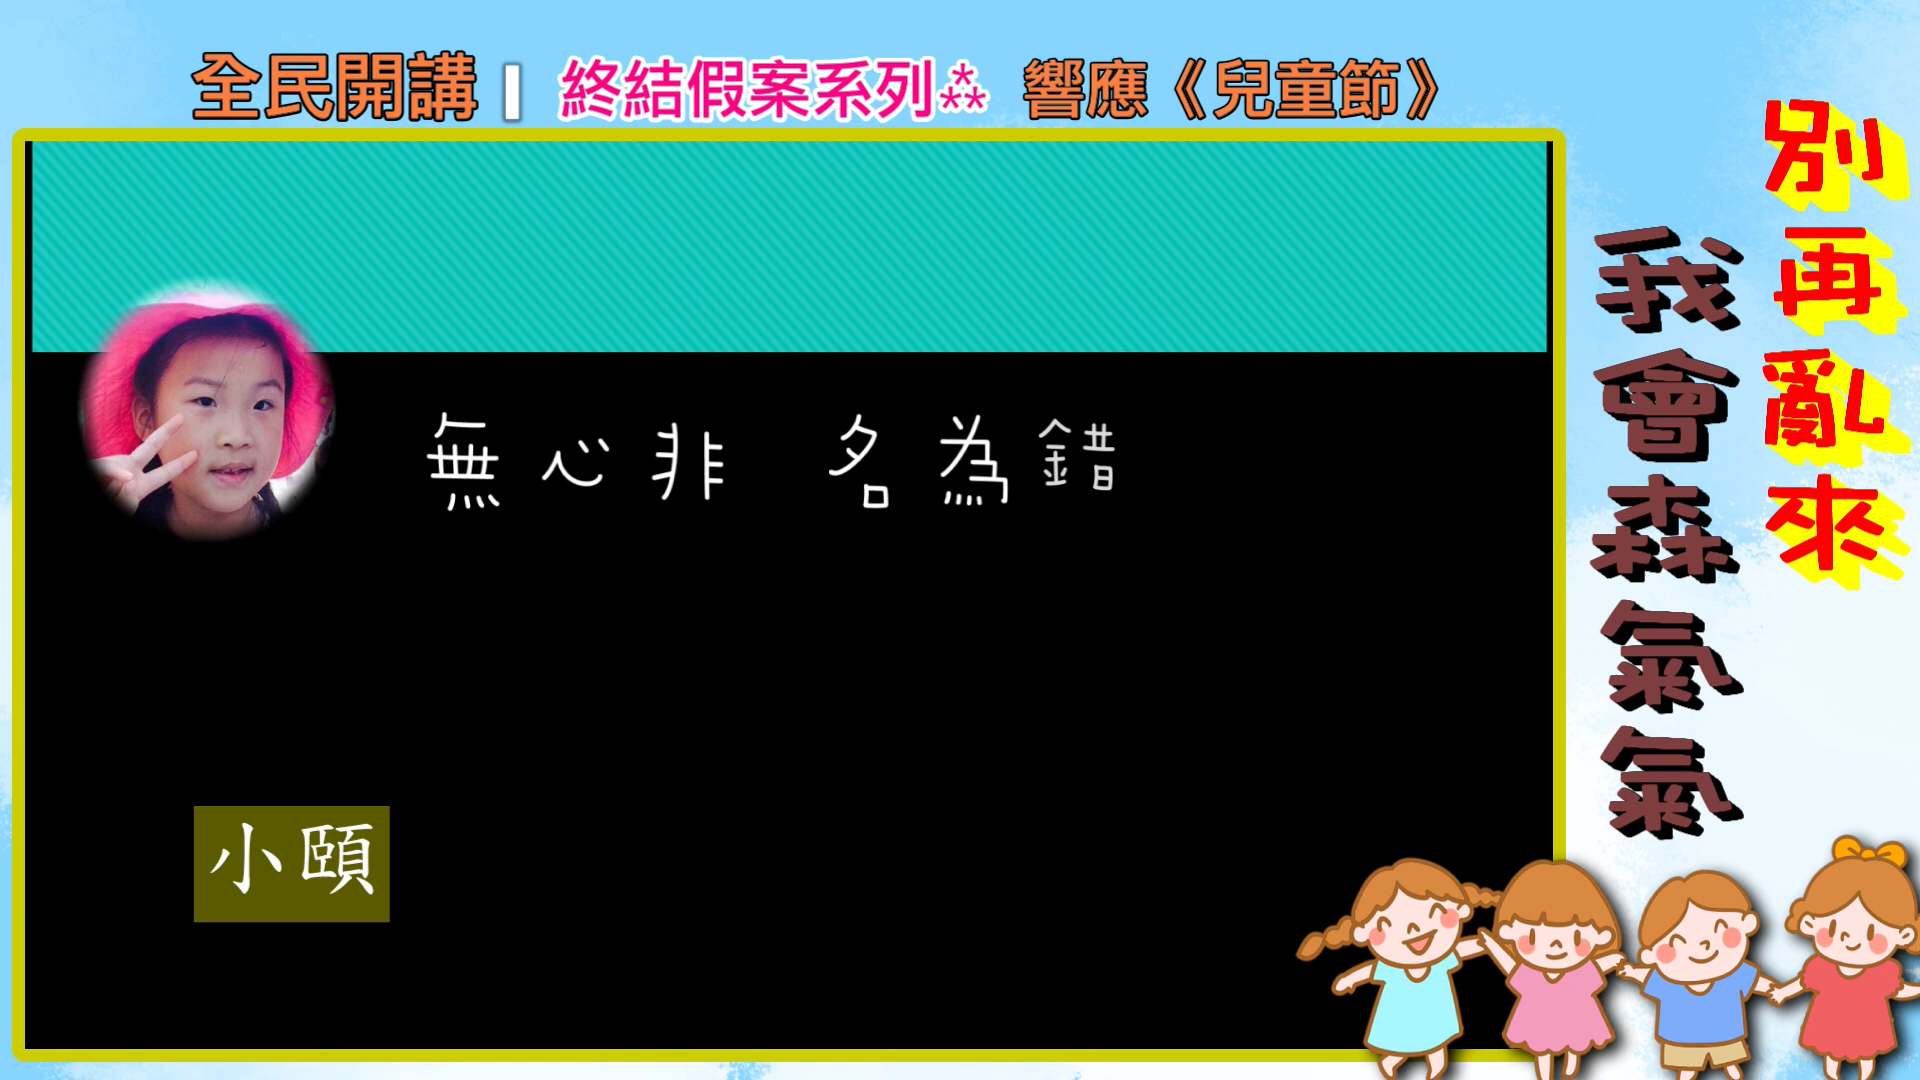 全民開講 | 終結假案系列⁂ 響應《兒童節》
別再亂來
我會森氣氣
無心非 名為錯
小頤